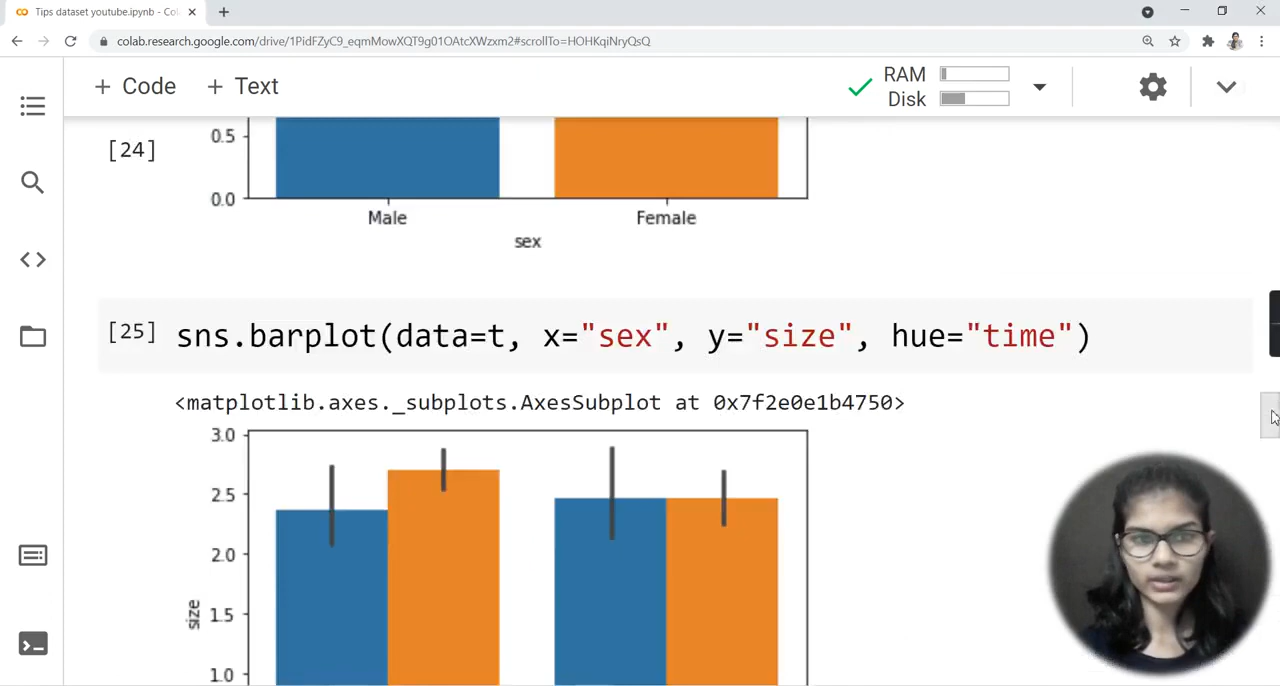 Tips dataset youtube.ipynb - Col
colab.research.google.com/drive/1PidFZyC9_eqmMowXQT9g01OAtcXWzxm2#scrollTo=HOHKqiNryQsQ
+ Code + Text
RAM
Disk
[24]
0.5
0.0
Male Female
sex
[25] sns.barplot(data=t, x="sex", y="size", hue="time")
<matplotlib.axes._subplots.AxesSubplot at 0x7f2e0e1b4750>
3.0
2.5
2.0
1.5
1.0
size